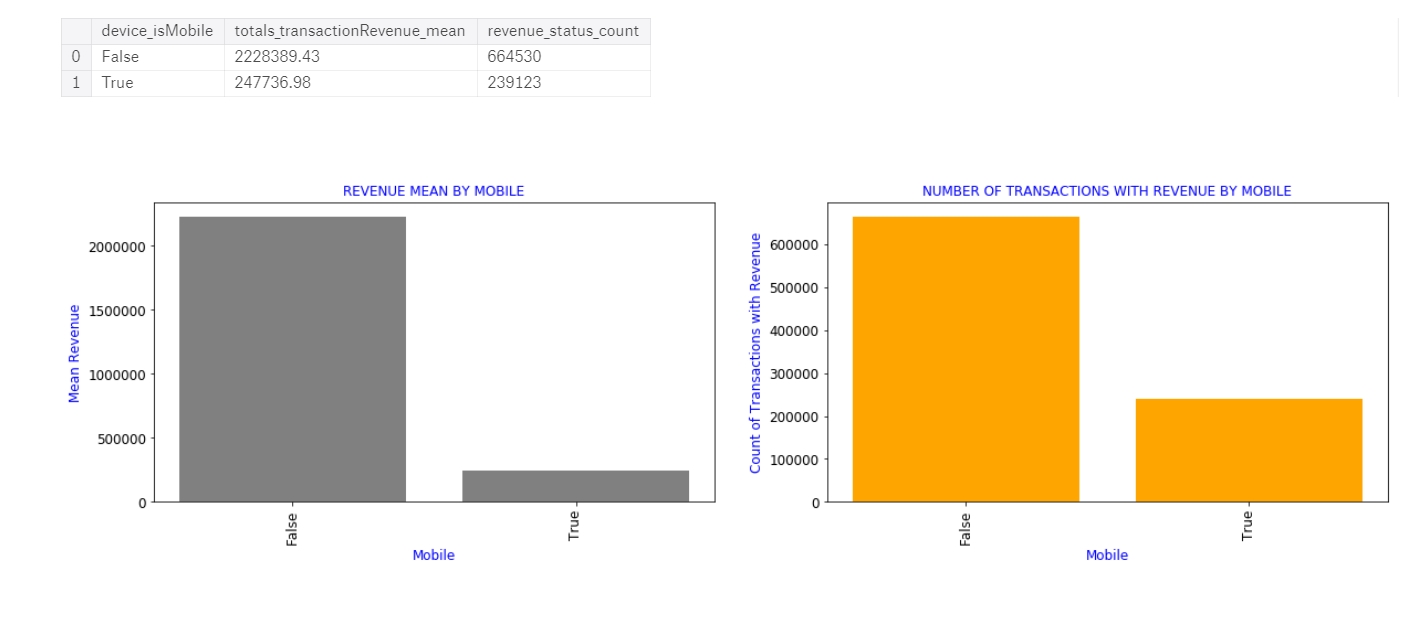 device_isMobile totals_transactionRevenue_mean revenue_status_count
0 False 2228389.43 664530
1 True 247736.98 239123
REVENUE MEAN BY MOBILE
2000000
1500000
1000000
500000
0
Mean Revenue
False
True
Mobile
NUMBER OF TRANSACTIONS WITH REVENUE BY MOBILE
600000
500000
400000
300000
200000
100000
0
Count of Transactions with Revenue
False
True
Mobile